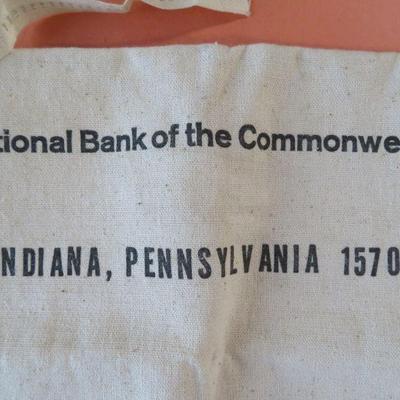 tional Bank of the Commonwe
NDIANA, PENNSYLVANIA 1570